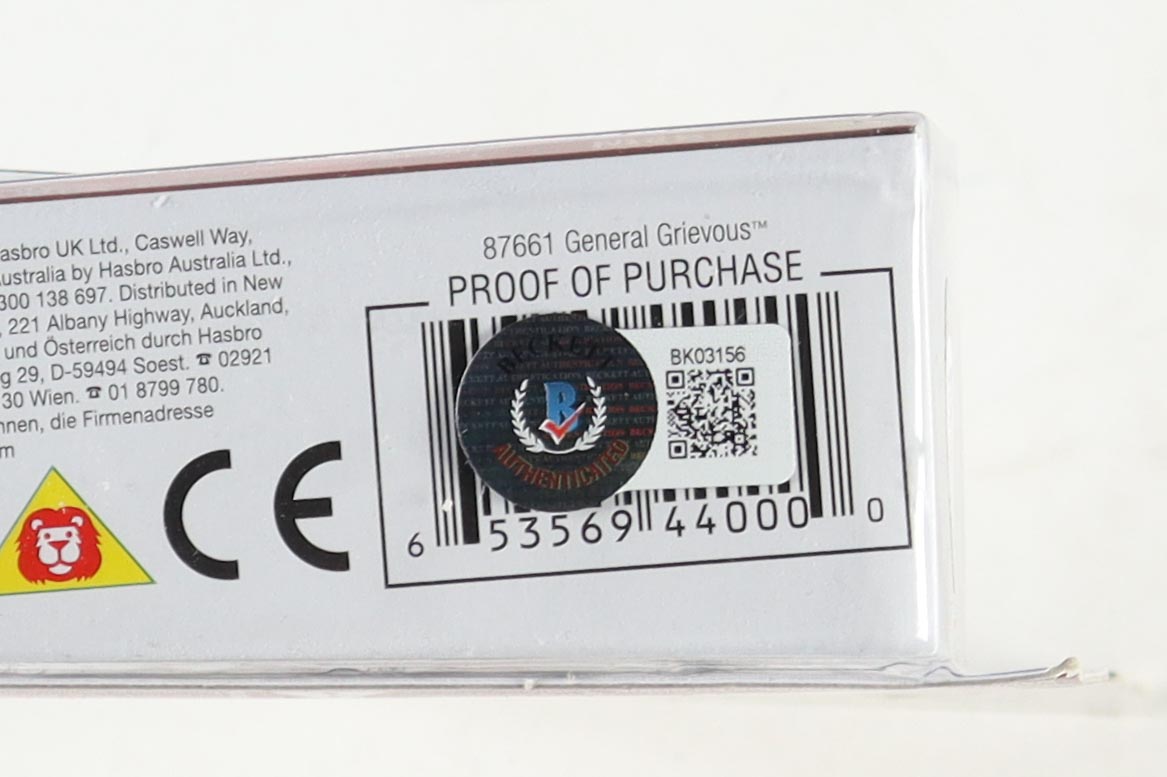 asbro UK Ltd., Caswell Way,
ustralia by Hasbro Australia Ltd.,
300 138 697. Distributed in New
, 221 Albany Highway, Auckland,
und Österreich durch Hasbro
g 29, D-59494 Soest. ☎ 02921
30 Wien. ☎ 01 8799 780.
nnen, die Firmenadresse
m
CE
87661 General Grievous™
PROOF OF PURCHASE
BECKETT
B
AUTHENTICATED
BK03156
6 53569 44000 0